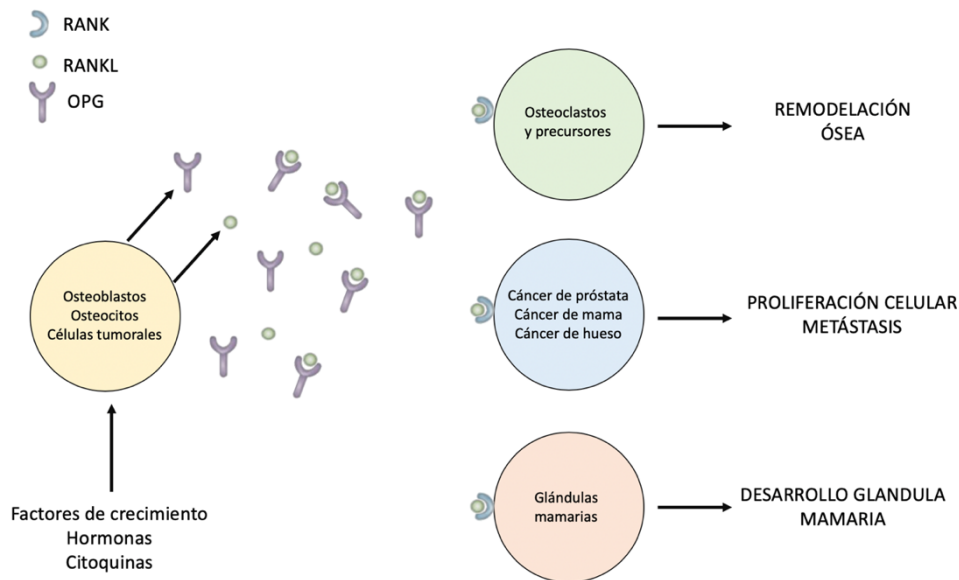 RANK
RANKL
OPG
Osteoblastos
Osteocitos
Células tumorales
Factores de crecimiento
Hormonas
Citoquinas
Osteoclastos
y precursores
REMODELACIÓN
ÓSEA
Cáncer de próstata
Cáncer de mama
Cáncer de hueso
PROLIFERACIÓN CELULAR
METÁSTASIS
Glándulas
mamarias
DESARROLLO GLANDULA
MAMARIA